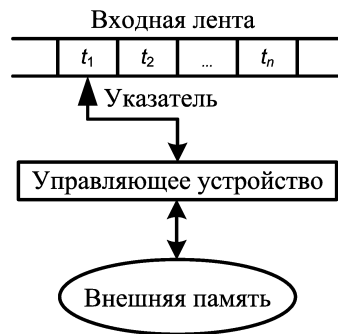 Входная лента
t1 t2 ... tn
Указатель
Управляющее устройство
Внешняя память